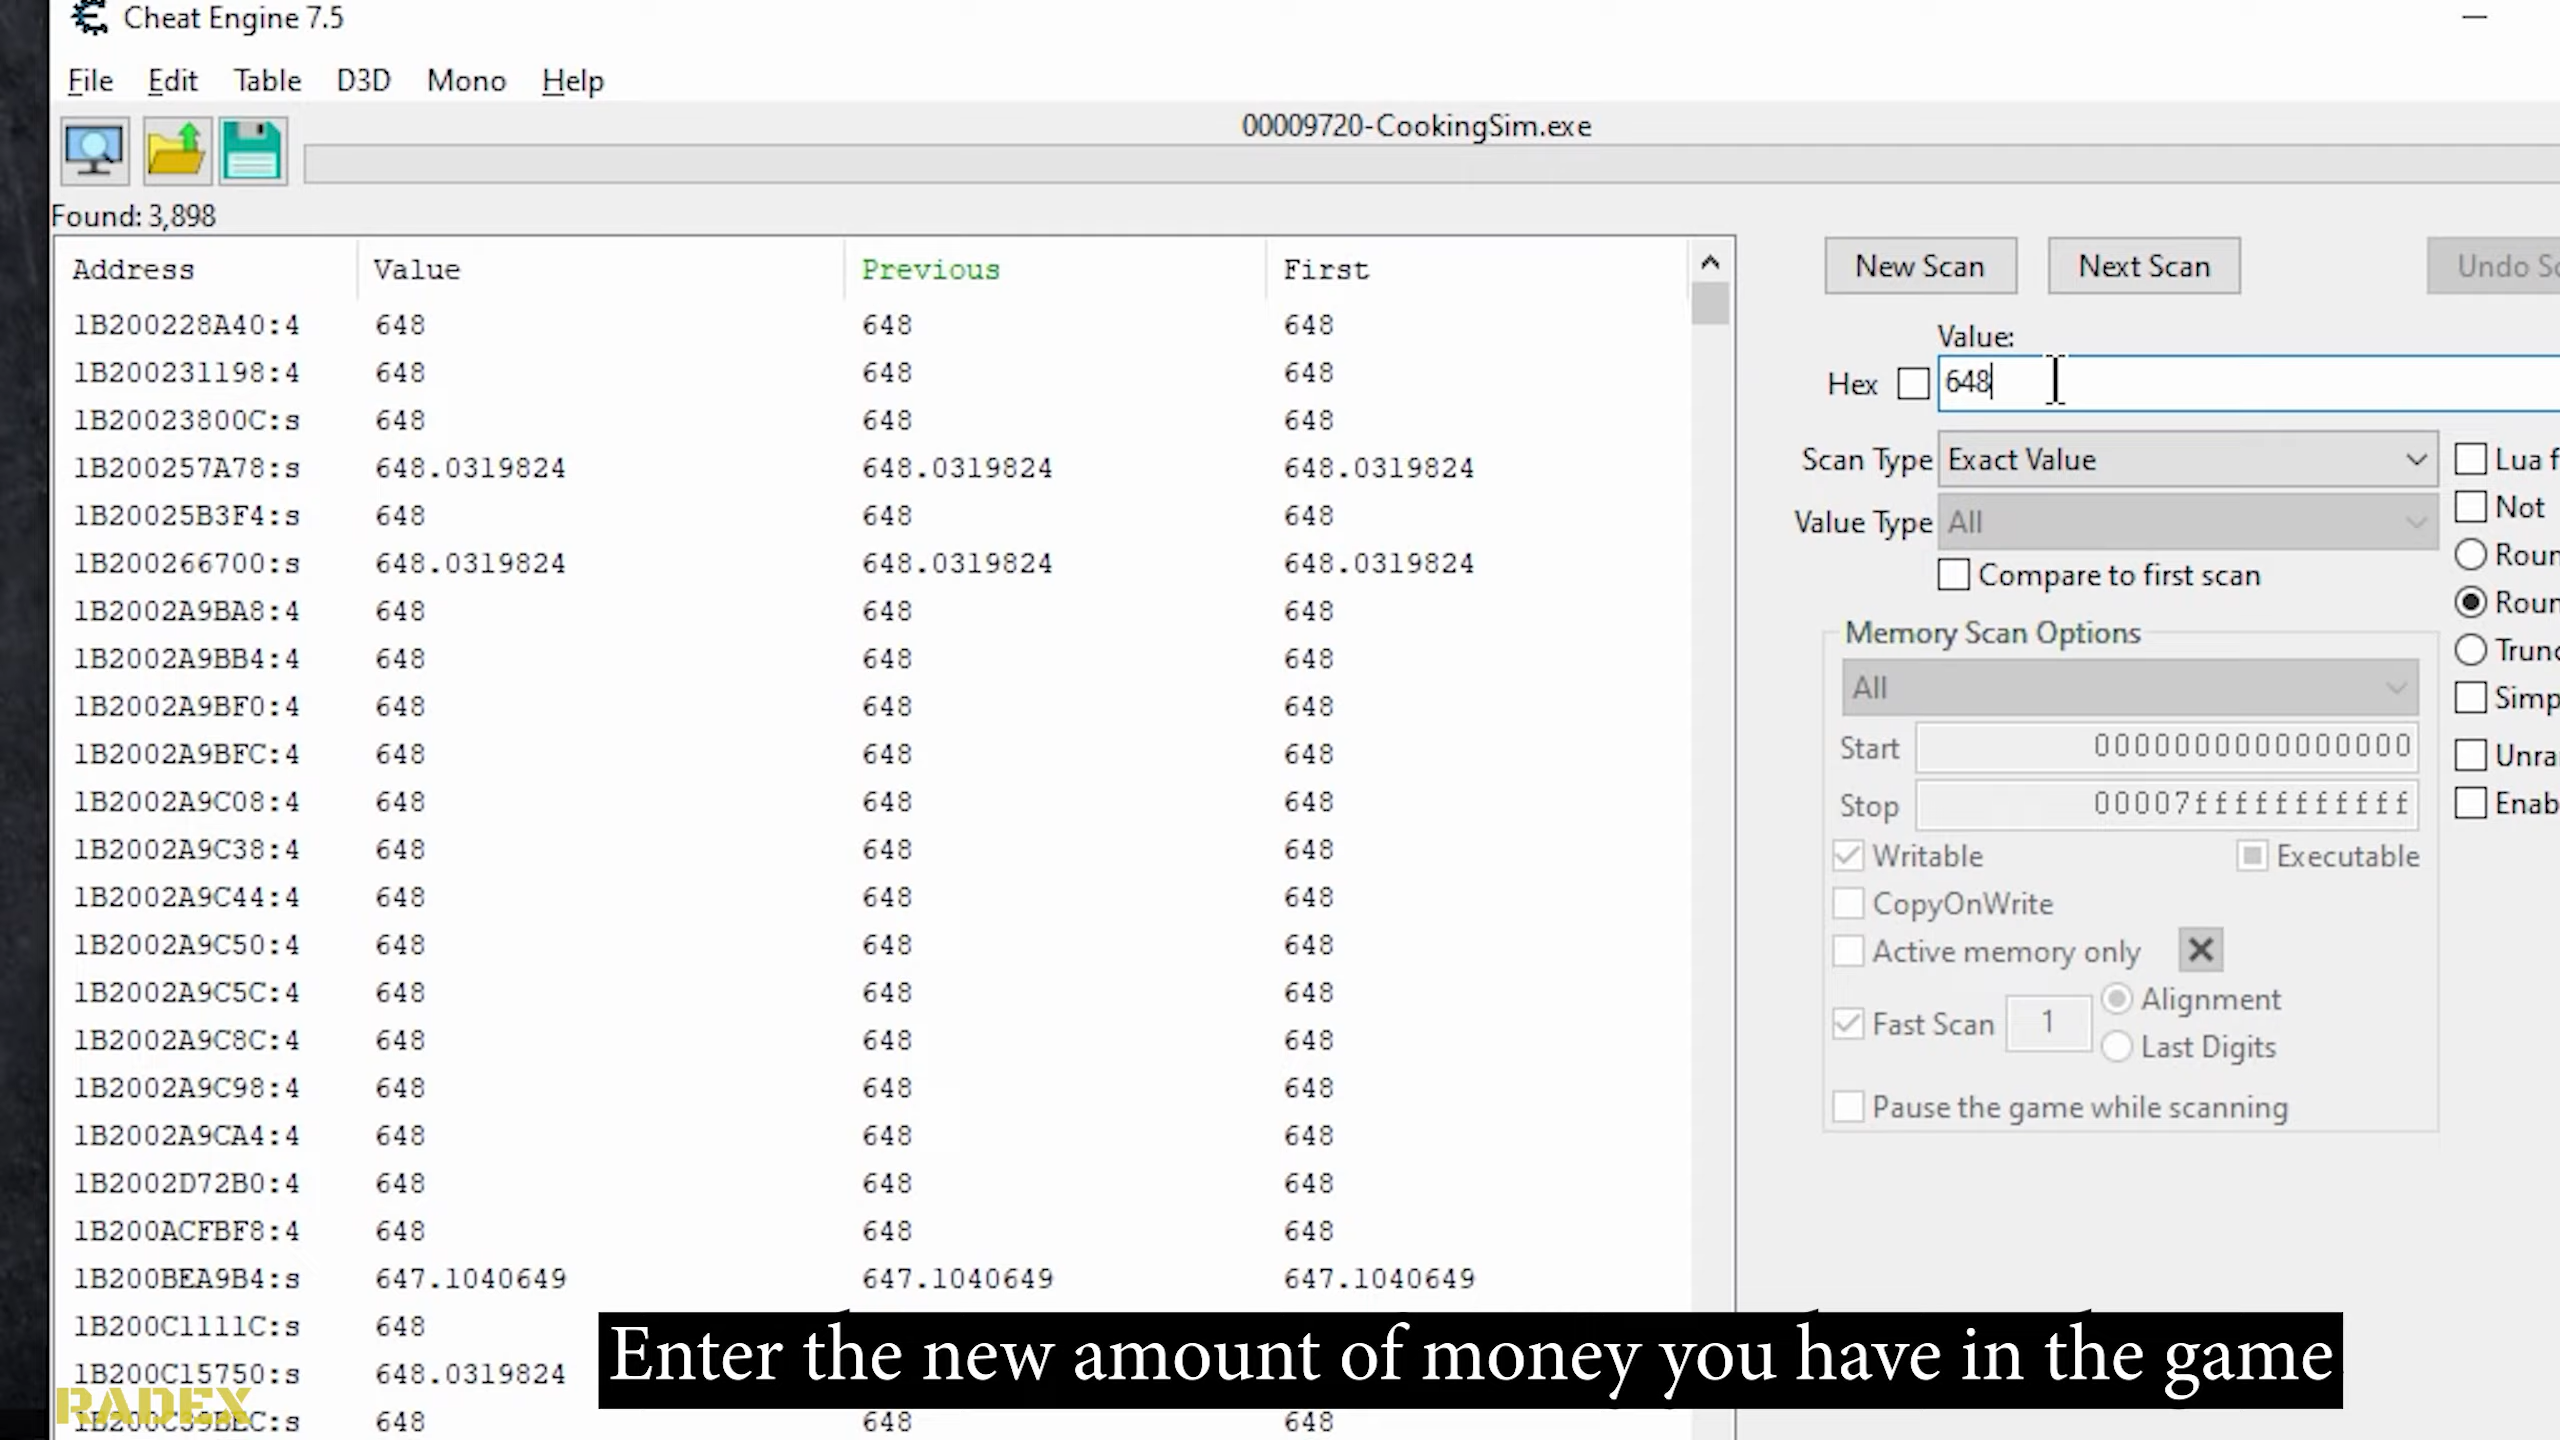 Cheat Engine 7.5
File Edit Table D3D Mono Help
00009720-CookingSim.exe
Found: 3,898
Address Value Previous First
1B200228A40:4 648 648 648
1B200231198:4 648 648 648
1B20023800C:s 648 648 648
1B200257A78:s 648.0319824 648.0319824 648.0319824
1B20025B3F4:s 648 648 648
1B200266700:s 648.0319824 648.0319824 648.0319824
1B2002A9BA8:4 648 648 648
1B2002A9BB4:4 648 648 648
1B2002A9BF0:4 648 648 648
1B2002A9BFC:4 648 648 648
1B2002A9C08:4 648 648 648
1B2002A9C38:4 648 648 648
1B2002A9C44:4 648 648 648
1B2002A9C50:4 648 648 648
1B2002A9C5C:4 648 648 648
1B2002A9C8C:4 648 648 648
1B2002A9C98:4 648 648 648
1B2002A9CA4:4 648 648 648
1B2002D72B0:4 648 648 648
1B200ACFBF8:4 648 648 648
1B200BEA9B4:s 647.1040649 647.1040649 647.1040649
1B200C1111C:s 648
1B200C15750:s 648.0319824
648 648 648
New Scan Next Scan Undo Sc
Value:
Hex 648
Scan Type Exact Value Lua f
Value Type All Not
Compare to first scan Roun
Roun
Memory Scan Options
All
Trunc
Simp
Start 0000000000000000
Unra
Stop 00007fffffffffff
Enab
Writable Executable
CopyOnWrite
Active memory only
Fast Scan 1 Alignment
Last Digits
Pause the game while scanning
Enter the new amount of money you have in the game
RADEX